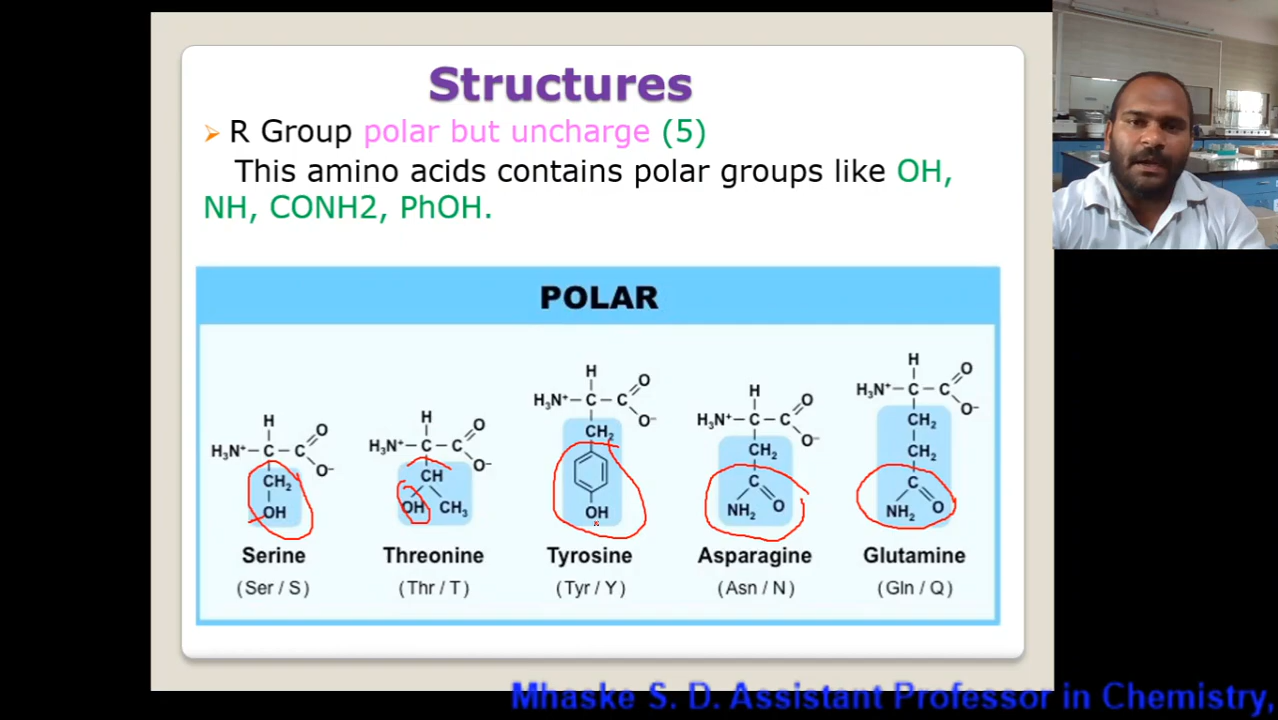 Structures
R Group polar but uncharge (5)
This amino acids contains polar groups like OH,
NH, CONH2, PhOH.
POLAR
H
H₃N⁺–C–C
O
O⁻
CH₂
OH
Serine
(Ser / S)
H
H₃N⁺–C–C
O
O⁻
CH
OH CH₃
Threonine
(Thr / T)
H
H₃N⁺–C–C
O
O⁻
CH₂
OH
Tyrosine
(Tyr / Y)
H
H₃N⁺–C–C
O
O⁻
CH₂
C
NH₂ O
Asparagine
(Asn / N)
H
H₃N⁺–C–C
O
O⁻
CH₂
CH₂
C
NH₂ O
Glutamine
(Gln / Q)
Mhaske S. D. Assistant Professor in Chemistry,